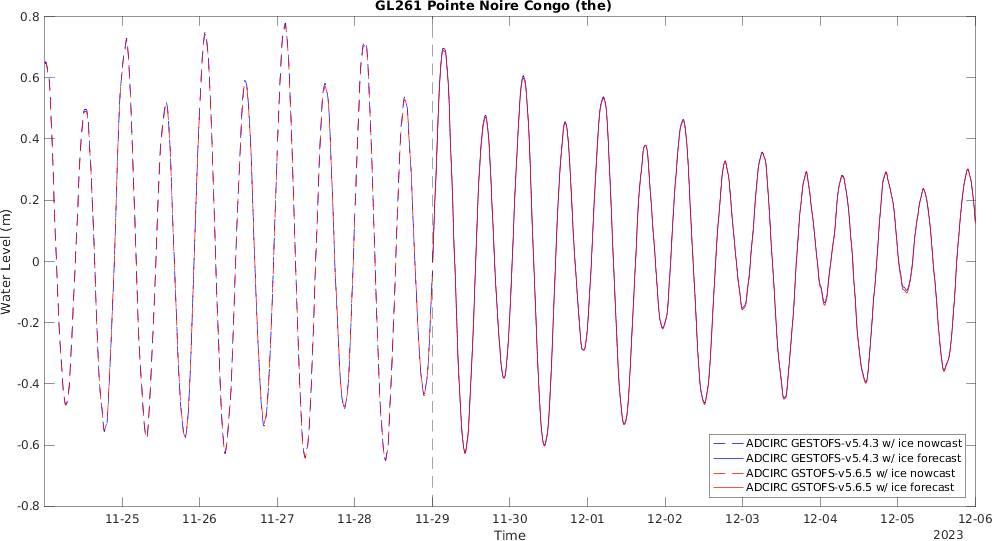 GL261 Pointe Noire Congo (the)
0.8
0.6
0.4
0.2
0
-0.2
-0.4
-0.6
-0.8
Water Level (m)
ADCIRC GESTOFS-v5.4.3 w/ ice nowcast
ADCIRC GESTOFS-v5.4.3 w/ ice forecast
ADCIRC GSTOFS-v5.6.5 w/ ice nowcast
ADCIRC GSTOFS-v5.6.5 w/ ice forecast
11-25 11-26 11-27 11-28 11-29 11-30 12-01 12-02 12-03 12-04 12-05 12-06
Time
2023